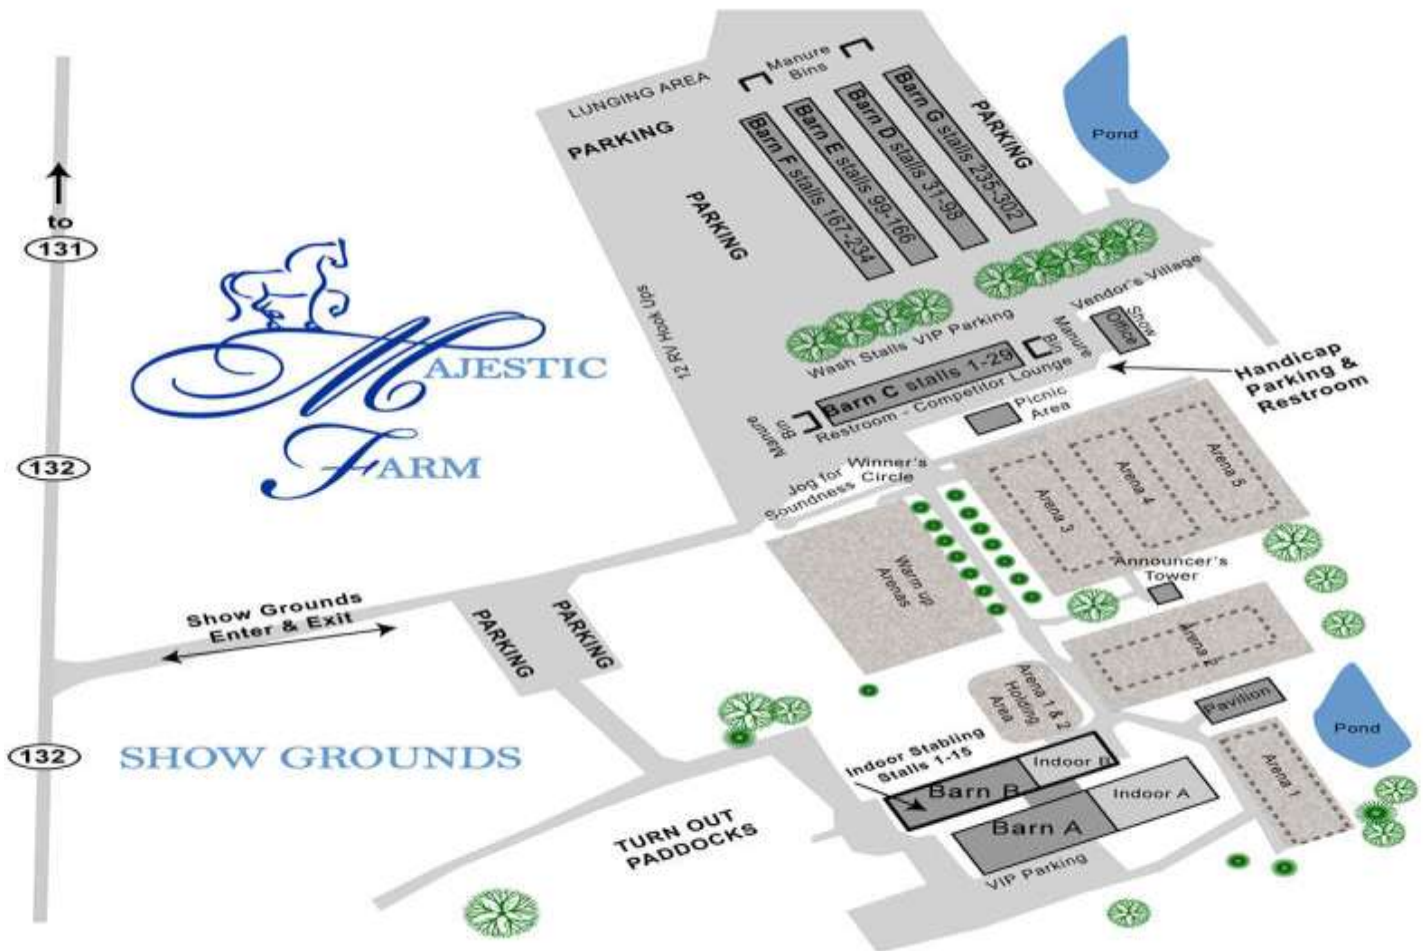 LUNGING AREA
Manure
Bins
PARKING
PARKING
PARKING
Barn F stalls 167-234
Barn E stalls 99-166
Barn D stalls 31-98
Barn G stalls 235-302
Pond
to
131
MAJESTIC
FARM
132
12 RV Hook Ups
Wash Stalls VIP Parking
Vendor's Village
Show
Office
Manure
Bin
Barn C stalls 1-29
Restroom - Competitor Lounge
Manure
Bin
Picnic
Area
Handicap
Parking &
Restroom
Jog for
Soundness
Winner's
Circle
Arena 3
Arena 4
Arena 5
Warm up
Arenas
Announcer's
Tower
Show Grounds
Enter & Exit
PARKING
PARKING
Arena
Arena 1 & 2
Holding
Area
Pavilion
Pond
132
SHOW GROUNDS
Indoor Stabling
Stalls 1-15
Barn B
Indoor B
Barn A
Indoor A
Arena 1
TURN OUT
PADDOCKS
VIP Parking